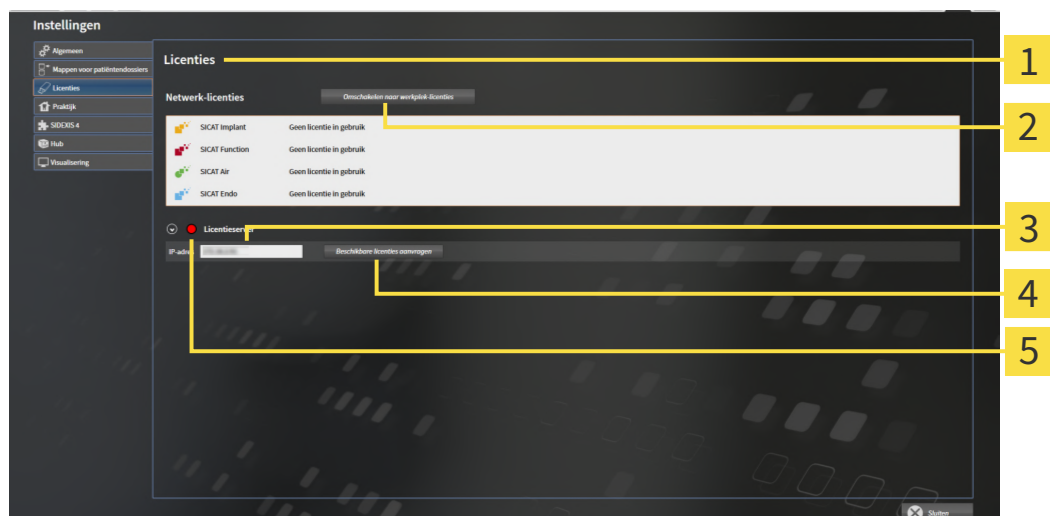 Instellingen
Algemeen
Mappen voor patiëntendossiers
Licenties
Praktijk
SIDEXIS 4
Hub
Visualisering
Licenties
Netwerk-licenties
Omschakelen naar werkplek-licenties
SICAT Implant Geen licentie in gebruik
SICAT Function Geen licentie in gebruik
SICAT Air Geen licentie in gebruik
SICAT Endo Geen licentie in gebruik
Licentieserver
IP-adres
Beschikbare licenties aanvragen
Sluiten
1
2
3
4
5